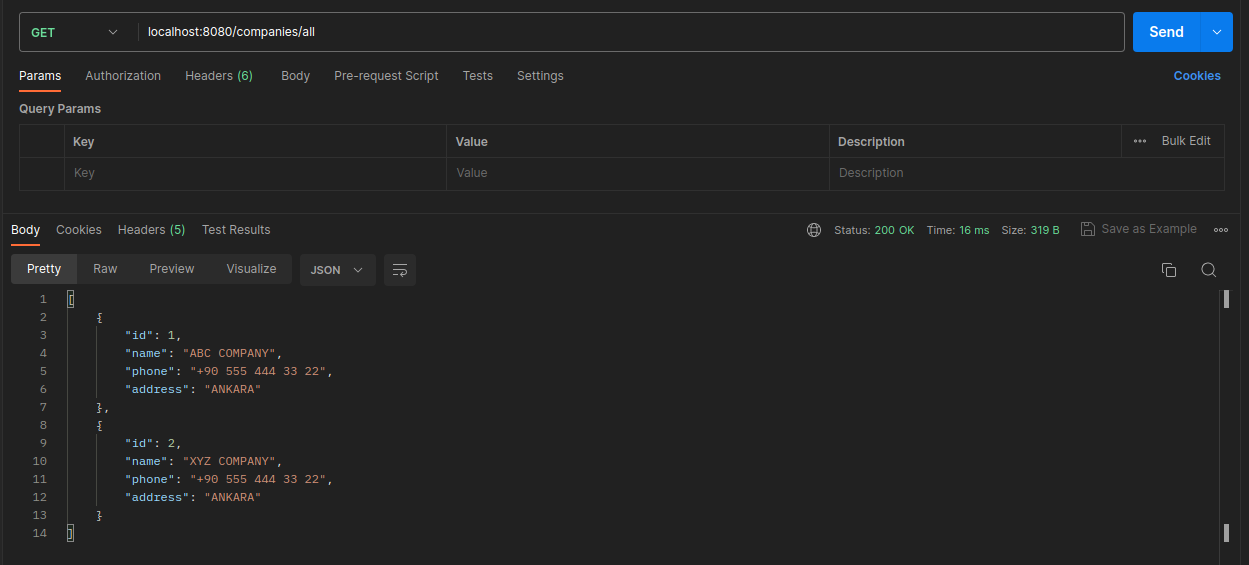 GET localhost:8080/companies/all Send
Params Authorization Headers (6) Body Pre-request Script Tests Settings Cookies
Query Params
Key Value Description ••• Bulk Edit
Key Value Description
Body Cookies Headers (5) Test Results Status: 200 OK Time: 16 ms Size: 319 B Save as Example •••
Pretty Raw Preview Visualize JSON
1 [
2 {
3 "id": 1,
4 "name": "ABC COMPANY",
5 "phone": "+90 555 444 33 22",
6 "address": "ANKARA"
7 },
8 {
9 "id": 2,
10 "name": "XYZ COMPANY",
11 "phone": "+90 555 444 33 22",
12 "address": "ANKARA"
13 }
14 ]